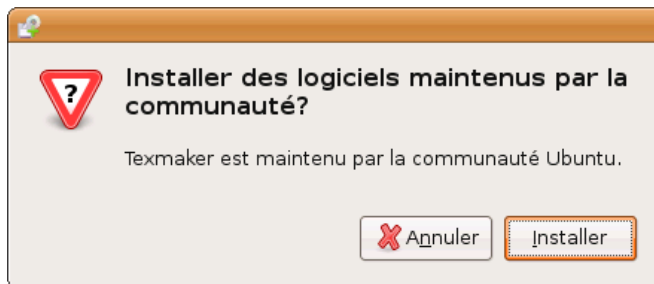 ?
Installer des logiciels maintenus par la
communauté?
Texmaker est maintenu par la communauté Ubuntu.
Annuler
Installer